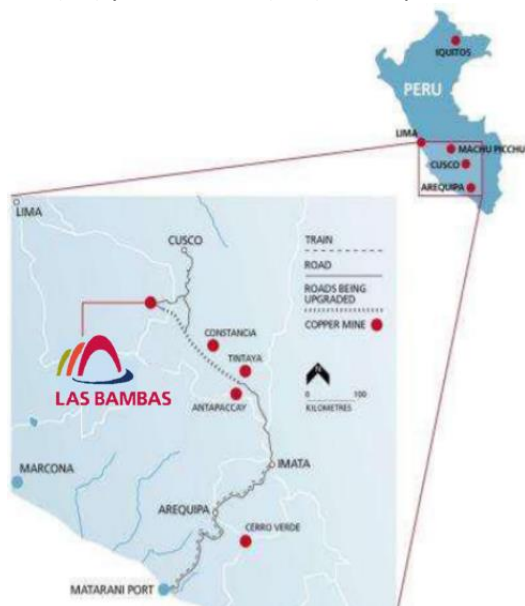 IQUITOS
PERU
LIMA
MACHU PICCHU
CUSCO
AREQUIPA
LIMA
CUSCO
TRAIN
ROAD
ROADS BEING
UPGRADED
COPPER MINE
CONSTANCIA
TINTAYA
ANTAPACCAY
LAS BAMBAS
N
0 100
KILOMETRES
MARCONA
IMATA
AREQUIPA
CERRO VERDE
MATARANI PORT